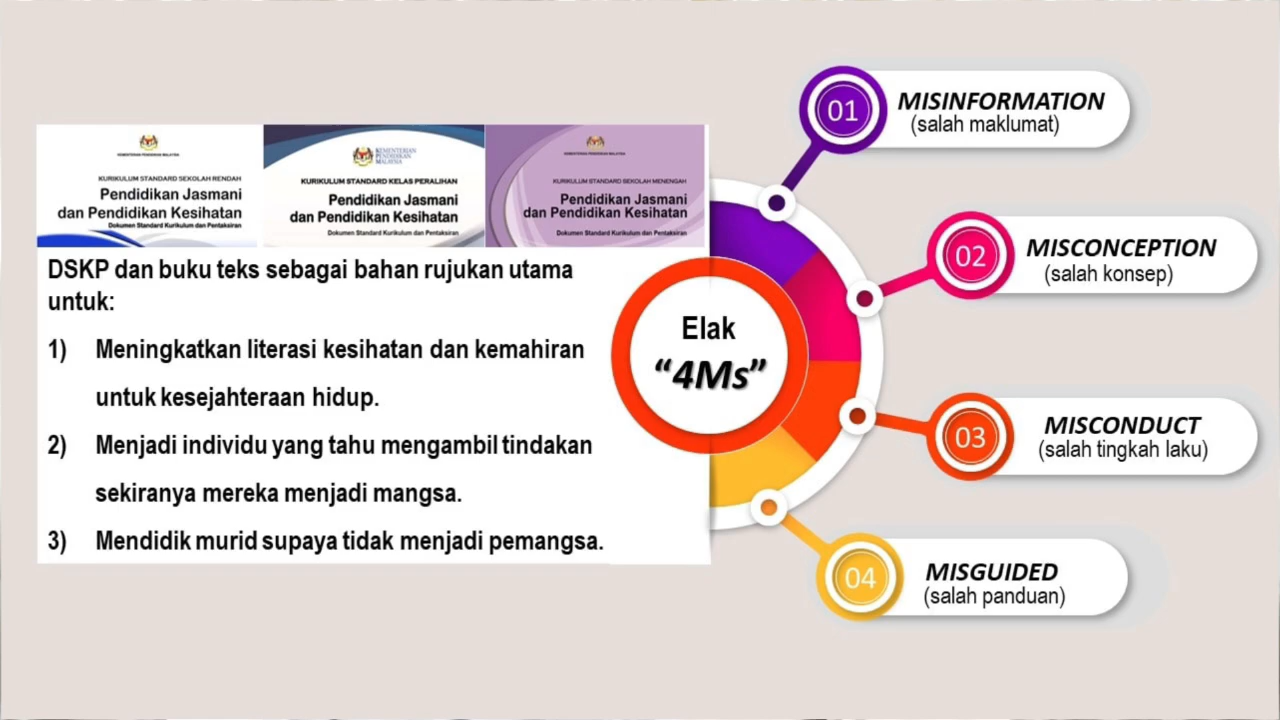 KEMENTERIAN PENDIDIKAN MALAYSIA
KURIKULUM STANDARD SEKOLAH RENDAH
Pendidikan Jasmani
dan Pendidikan Kesihatan
Dokumen Standard Kurikulum dan Pentaksiran
KEMENTERIAN
PENDIDIKAN
MALAYSIA
KURIKULUM STANDARD KELAS PERALIHAN
Pendidikan Jasmani
dan Pendidikan Kesihatan
Dokumen Standard Kurikulum dan Pentaksiran
KEMENTERIAN PENDIDIKAN MALAYSIA
KURIKULUM STANDARD SEKOLAH MENENGAH
Pendidikan Jasmani
dan Pendidikan Kesihatan
Dokumen Standard Kurikulum dan Pentaksiran
DSKP dan buku teks sebagai bahan rujukan utama
untuk:
1) Meningkatkan literasi kesihatan dan kemahiran
untuk kesejahteraan hidup.
2) Menjadi individu yang tahu mengambil tindakan
sekiranya mereka menjadi mangsa.
3) Mendidik murid supaya tidak menjadi pemangsa.
Elak
“4Ms”
01
MISINFORMATION
(salah maklumat)
02
MISCONCEPTION
(salah konsep)
03
MISCONDUCT
(salah tingkah laku)
04
MISGUIDED
(salah panduan)